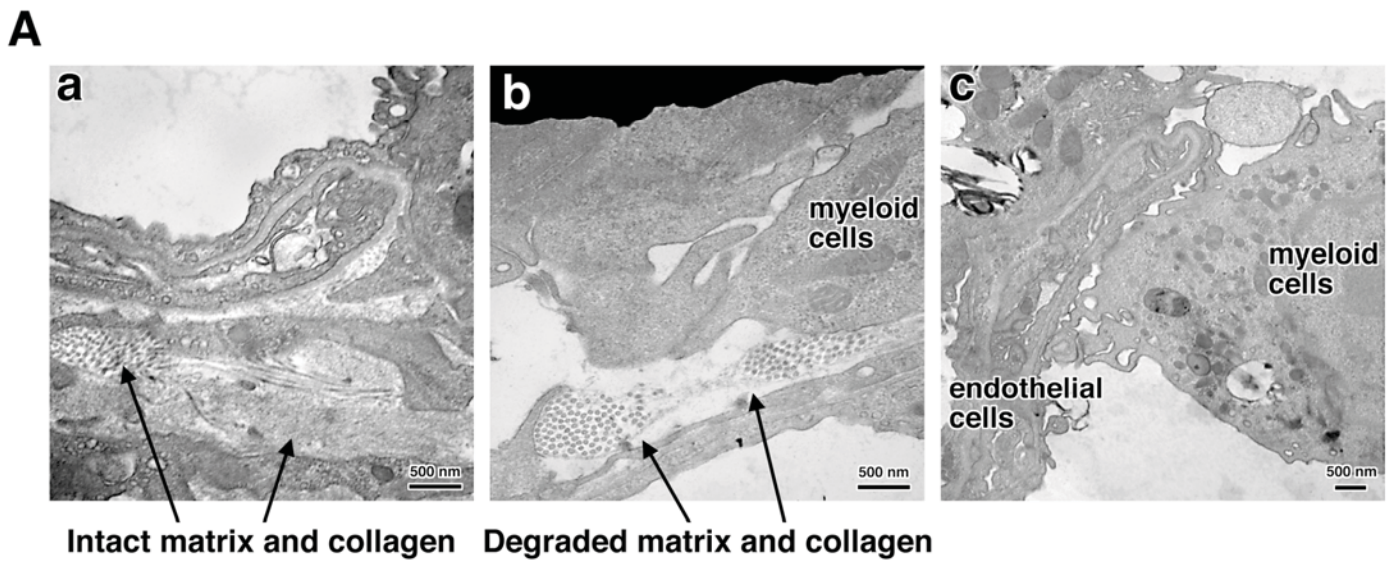 A
a
500 nm
b
myeloid
cells
500 nm
c
myeloid
cells
endothelial
cells
500 nm
Intact matrix and collagen
Degraded matrix and collagen